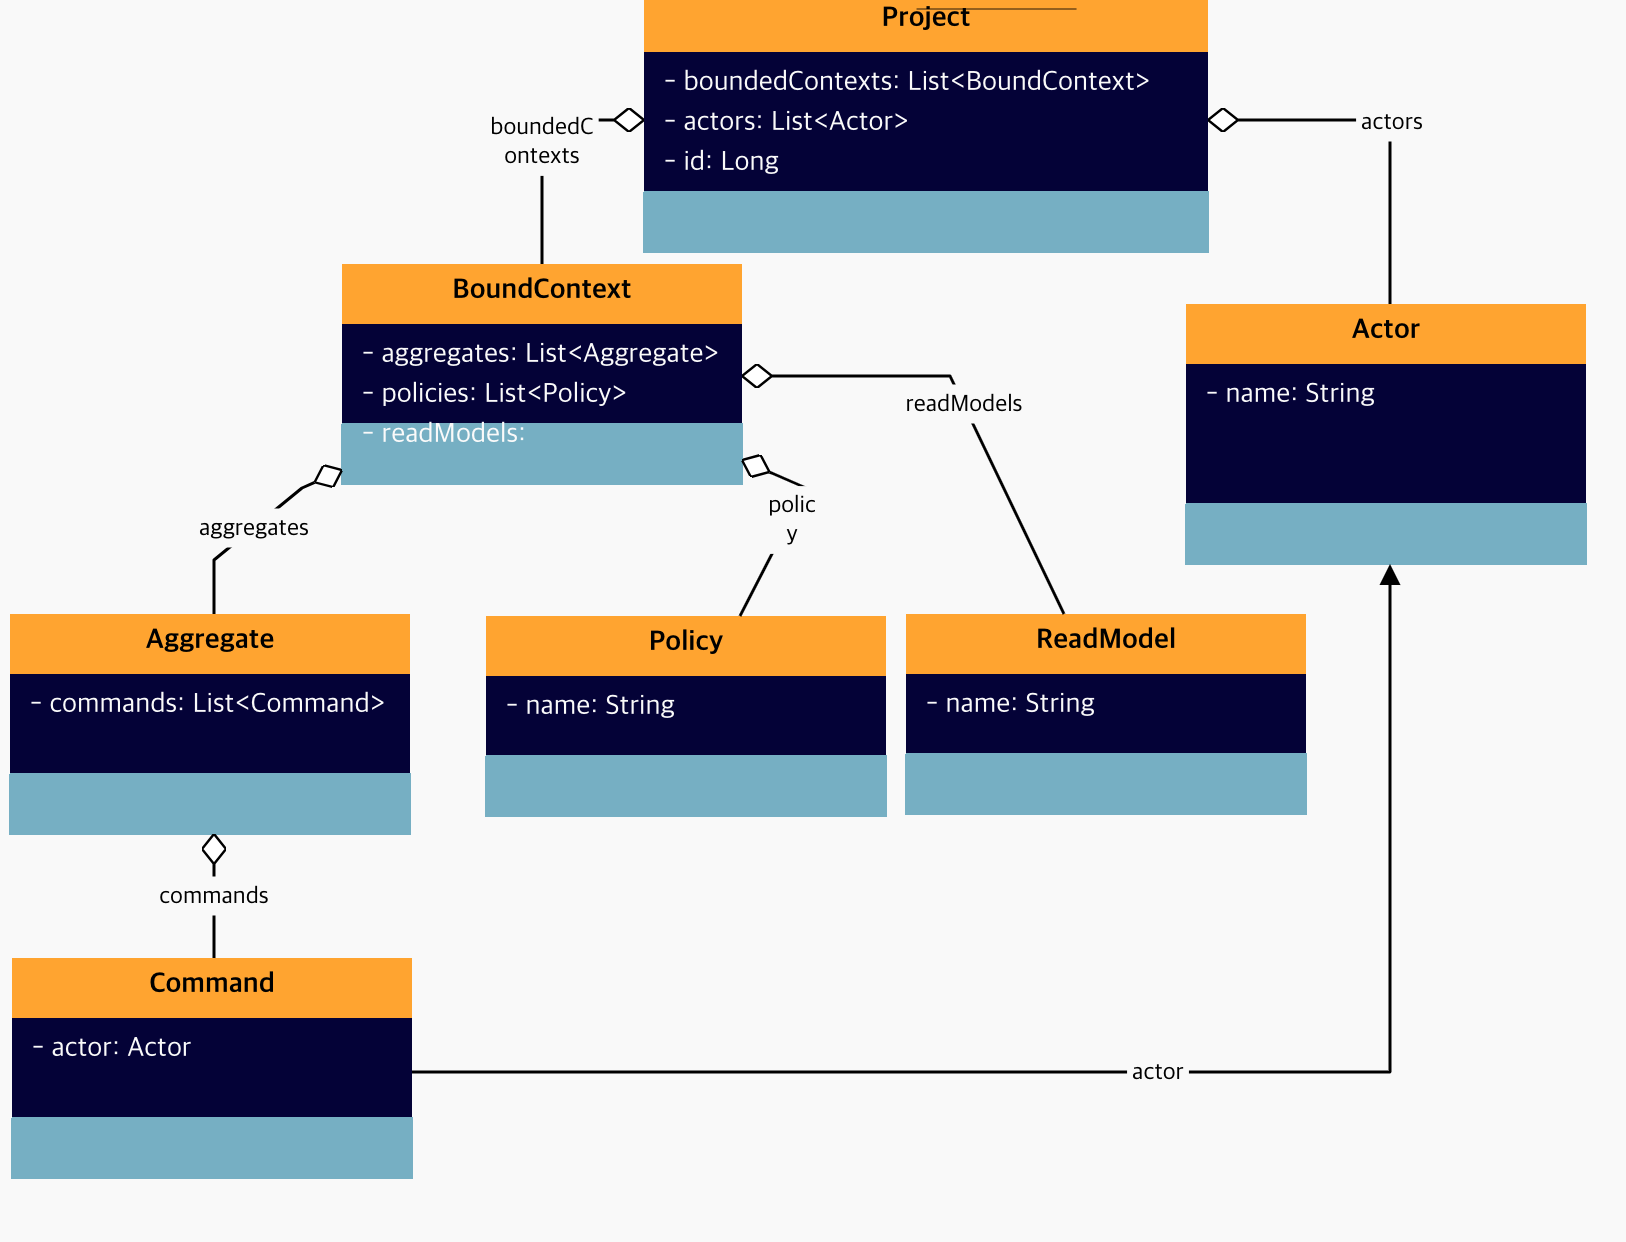 Project
- boundedContexts: List<BoundContext>
- actors: List<Actor>
- id: Long
boundedC
ontexts
actors
BoundContext
- aggregates: List<Aggregate>
- policies: List<Policy>
- readModels:
readModels
Actor
- name: String
polic
y
aggregates
Aggregate
- commands: List<Command>
Policy
- name: String
ReadModel
- name: String
commands
Command
- actor: Actor
actor